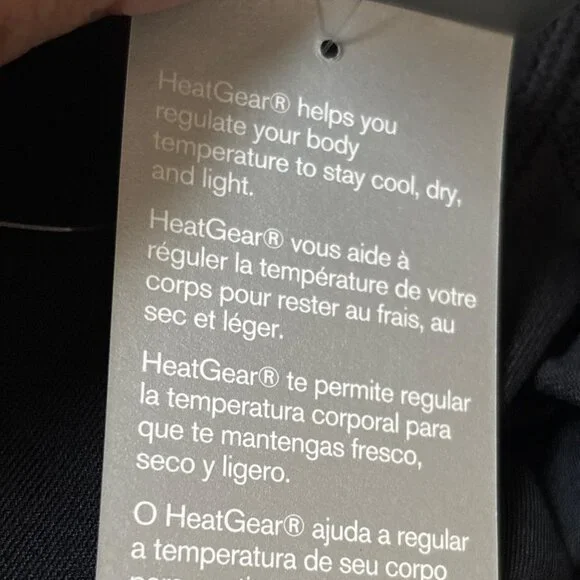 HeatGear® helps you
regulate your body
temperature to stay cool, dry,
and light.
HeatGear® vous aide à
réguler la température de votre
corps pour rester au frais, au
sec et léger.
HeatGear® te permite regular
la temperatura corporal para
que te mantengas fresco,
seco y ligero.
O HeatGear® ajuda a regular
a temperatura de seu corpo